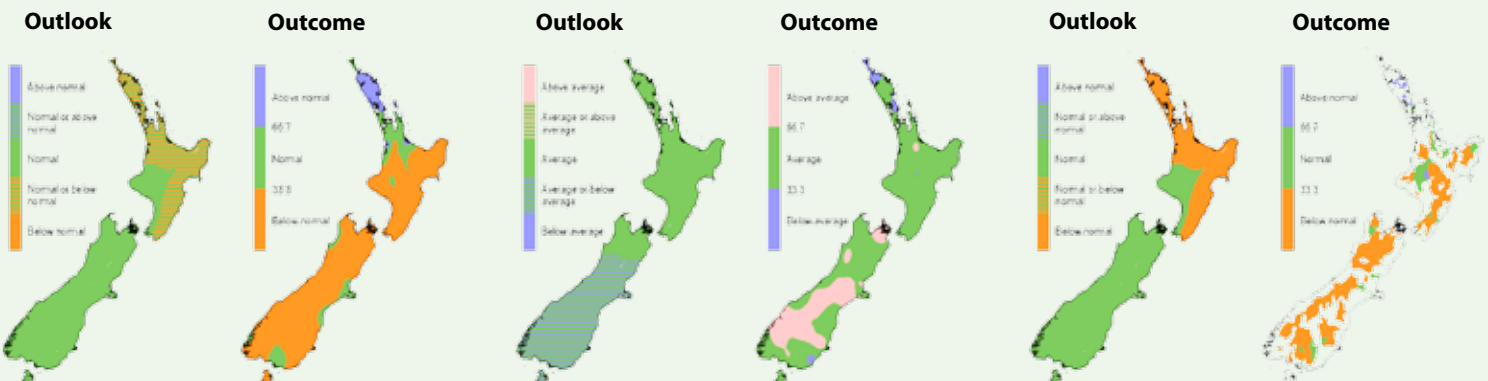 Outlook
Above normal
Normal or above
normal
Normal
Normal or below
normal
Below normal
Outcome
Above normal
66.7
Normal
33.3
Below normal
Outlook
Above average
Average or above
average
Average
Average or below
average
Below average
Outcome
Above average
66.7
Average
33.3
Below average
Outlook
Above normal
Normal or above
normal
Normal
Normal or below
normal
Below normal
Outcome
Above normal
66.7
Normal
33.3
Below normal